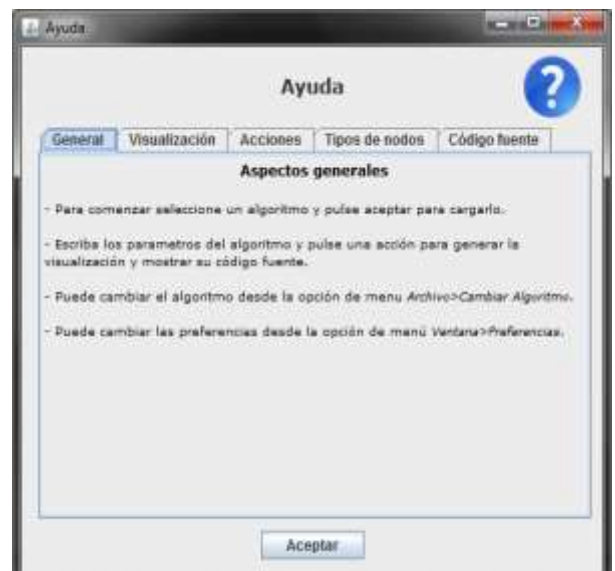 Ayuda
Ayuda
General Visualización Acciones Tipos de nodos Código fuente
Aspectos generales
- Para comenzar seleccione un algoritmo y pulse aceptar para cargarlo.
- Escriba los parametros del algoritmo y pulse una acción para generar la
visualización y mostrar su código fuente.
- Puede cambiar el algoritmo desde la opción de menu Archivo>Cambiar Algoritmo.
- Puede cambiar las preferencias desde la opción de menú Ventana>Preferencias.
Aceptar